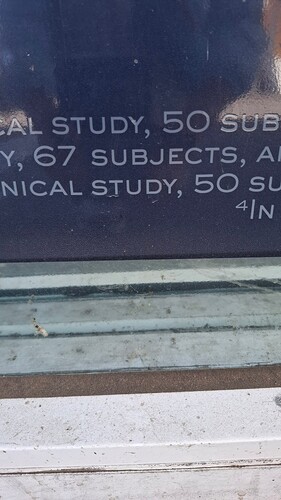 CAL STUDY, 50 SUB
Y, 67 SUBJECTS, A
NICAL STUDY, 50 SU
⁴IN